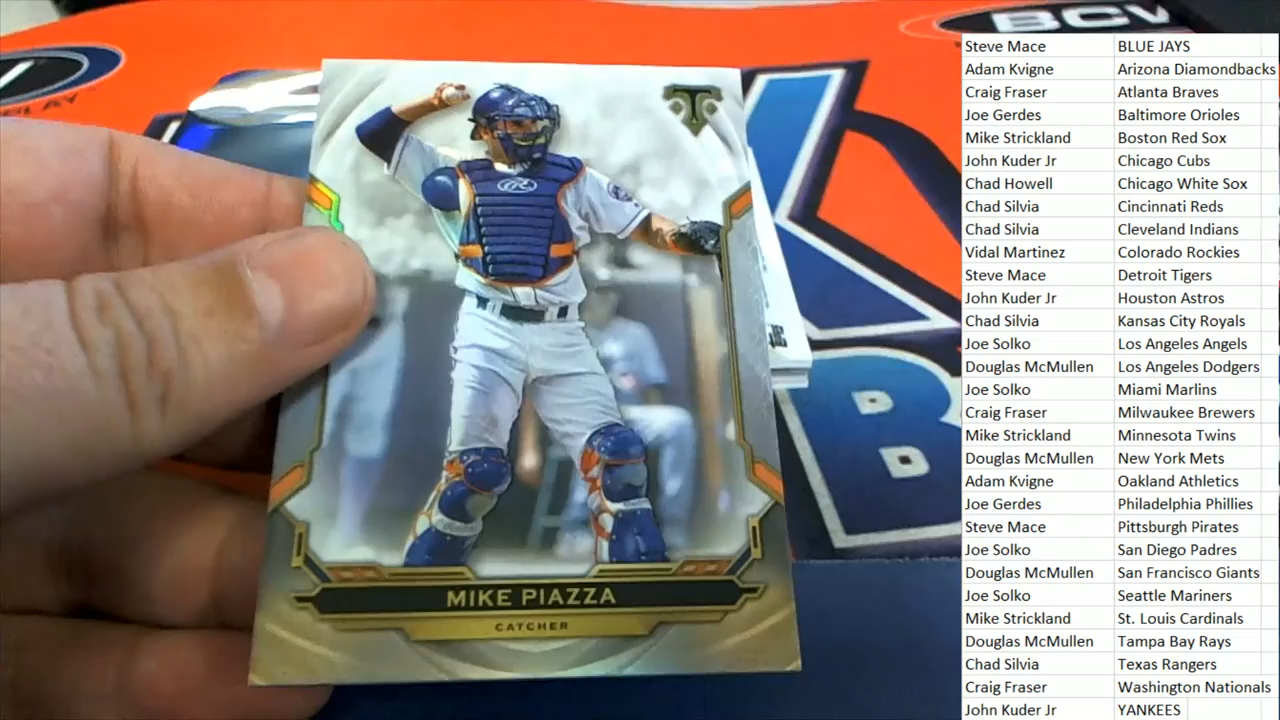 BCW
PLAY
R
T
B
MIKE PIAZZA
CATCHER
Steve Mace BLUE JAYS
Adam Kvigne Arizona Diamondbacks
Craig Fraser Atlanta Braves
Joe Gerdes Baltimore Orioles
Mike Strickland Boston Red Sox
John Kuder Jr Chicago Cubs
Chad Howell Chicago White Sox
Chad Silvia Cincinnati Reds
Chad Silvia Cleveland Indians
Vidal Martinez Colorado Rockies
Steve Mace Detroit Tigers
John Kuder Jr Houston Astros
Chad Silvia Kansas City Royals
Joe Solko Los Angeles Angels
Douglas McMullen Los Angeles Dodgers
Joe Solko Miami Marlins
Craig Fraser Milwaukee Brewers
Mike Strickland Minnesota Twins
Douglas McMullen New York Mets
Adam Kvigne Oakland Athletics
Joe Gerdes Philadelphia Phillies
Steve Mace Pittsburgh Pirates
Joe Solko San Diego Padres
Douglas McMullen San Francisco Giants
Joe Solko Seattle Mariners
Mike Strickland St. Louis Cardinals
Douglas McMullen Tampa Bay Rays
Chad Silvia Texas Rangers
Craig Fraser Washington Nationals
John Kuder Jr YANKEES